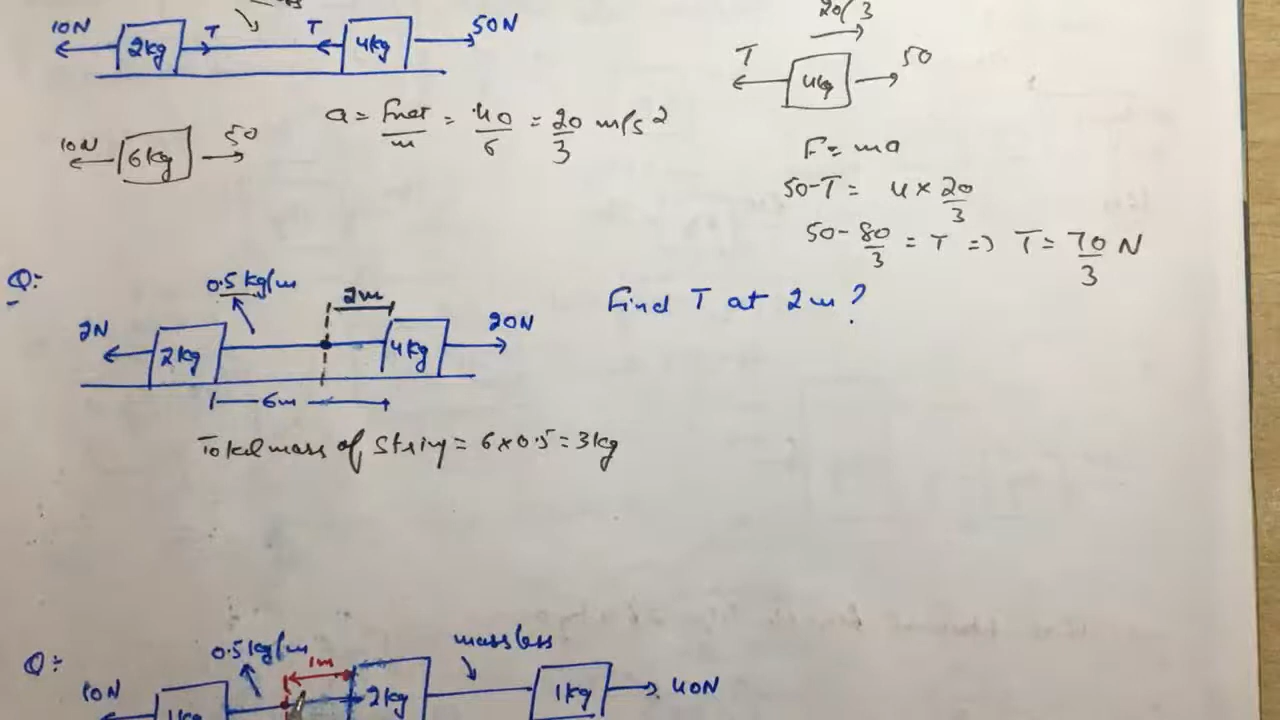 10N 2kg T T 4kg 50N
20/3
T 4kg 50
10N 6kg 50
a = Fnet/m = 40/6 = 20/3 m/s²
F = ma
50-T = 4 × 20/3
50 - 80/3 = T => T = 70/3 N
Q:
0.5 kg/m
2m
Find T at 2m?
2N 2kg 4kg 20N
6m
Total mass of string = 6×0.5 = 3kg
Q:
0.5kg/m
1m
massless
10N 2kg 1kg 40N